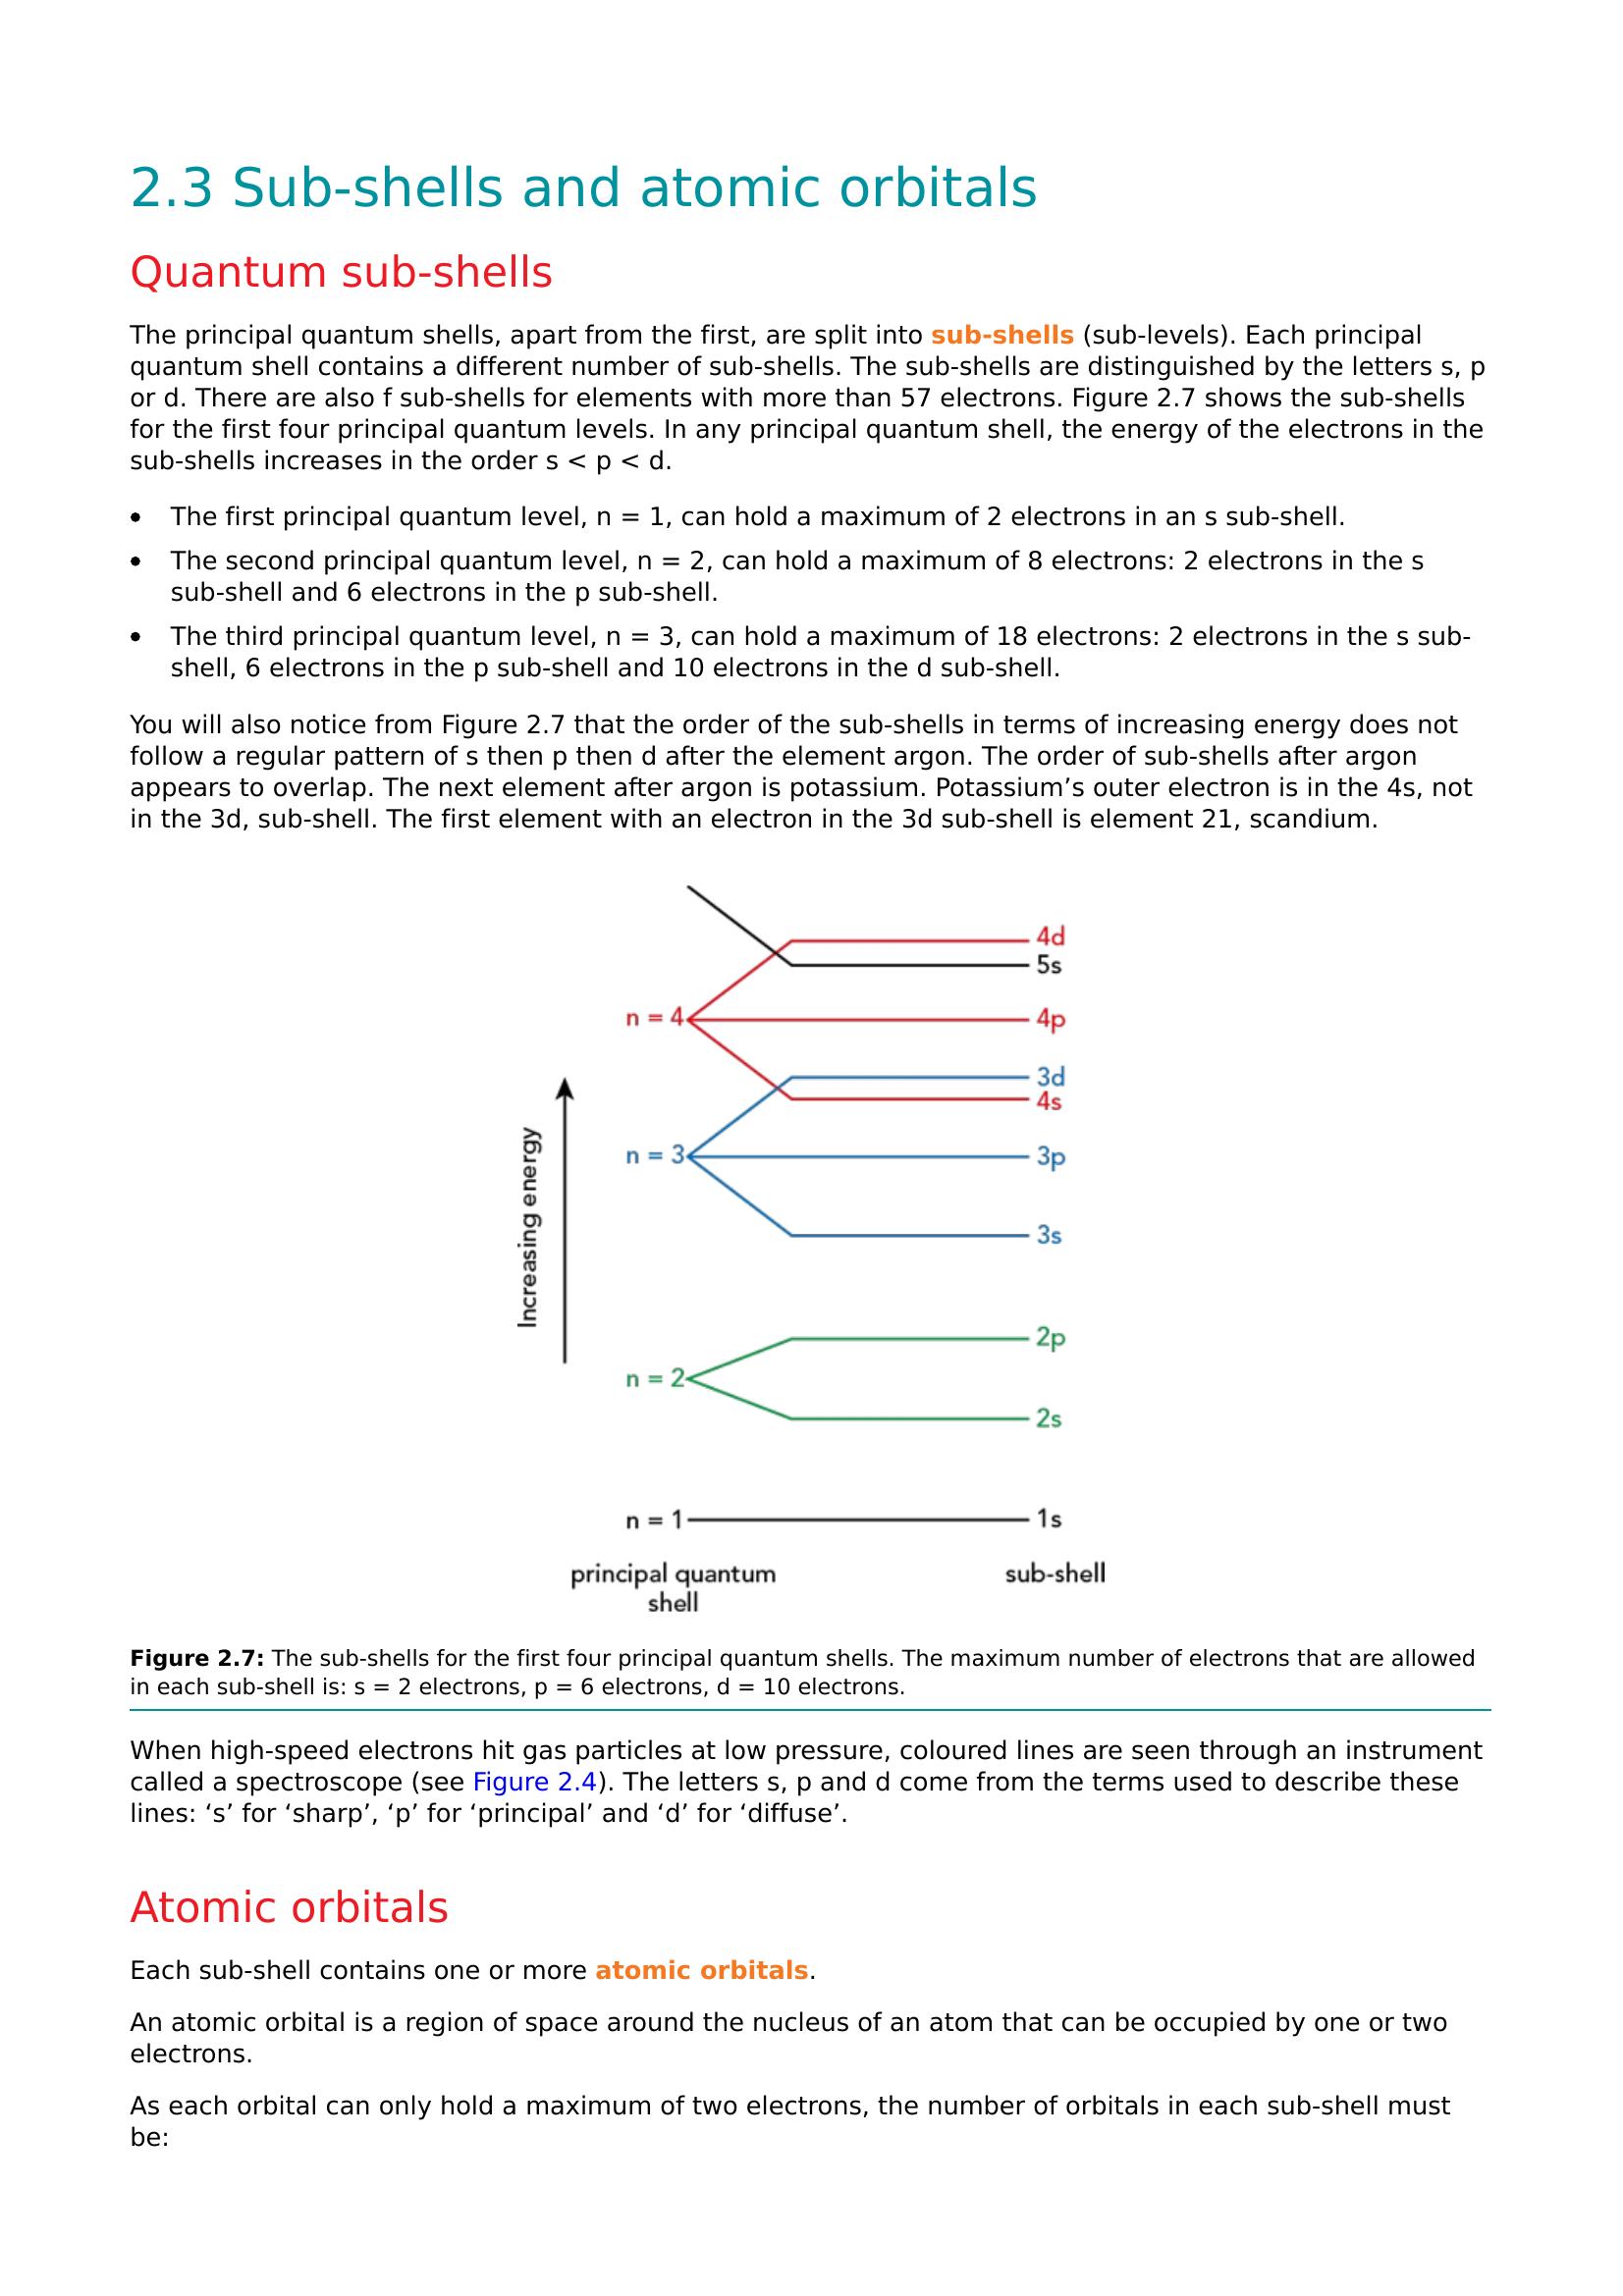 2.3 Sub-shells and atomic orbitals
Quantum sub-shells
The principal quantum shells, apart from the first, are split into sub-shells (sub-levels). Each principal
quantum shell contains a different number of sub-shells. The sub-shells are distinguished by the letters s, p
or d. There are also f sub-shells for elements with more than 57 electrons. Figure 2.7 shows the sub-shells
for the first four principal quantum levels. In any principal quantum shell, the energy of the electrons in the
sub-shells increases in the order s < p < d.
• The first principal quantum level, n = 1, can hold a maximum of 2 electrons in an s sub-shell.
• The second principal quantum level, n = 2, can hold a maximum of 8 electrons: 2 electrons in the s
sub-shell and 6 electrons in the p sub-shell.
• The third principal quantum level, n = 3, can hold a maximum of 18 electrons: 2 electrons in the s sub-
shell, 6 electrons in the p sub-shell and 10 electrons in the d sub-shell.
You will also notice from Figure 2.7 that the order of the sub-shells in terms of increasing energy does not
follow a regular pattern of s then p then d after the element argon. The order of sub-shells after argon
appears to overlap. The next element after argon is potassium. Potassium’s outer electron is in the 4s, not
in the 3d, sub-shell. The first element with an electron in the 3d sub-shell is element 21, scandium.
4d
5s
n = 4
4p
3d
4s
n = 3
3p
Increasing energy
3s
2p
n = 2
2s
n = 1
1s
principal quantum
shell
sub-shell
Figure 2.7: The sub-shells for the first four principal quantum shells. The maximum number of electrons that are allowed
in each sub-shell is: s = 2 electrons, p = 6 electrons, d = 10 electrons.
When high-speed electrons hit gas particles at low pressure, coloured lines are seen through an instrument
called a spectroscope (see Figure 2.4). The letters s, p and d come from the terms used to describe these
lines: ‘s’ for ‘sharp’, ‘p’ for ‘principal’ and ‘d’ for ‘diffuse’.
Atomic orbitals
Each sub-shell contains one or more atomic orbitals.
An atomic orbital is a region of space around the nucleus of an atom that can be occupied by one or two
electrons.
As each orbital can only hold a maximum of two electrons, the number of orbitals in each sub-shell must
be: